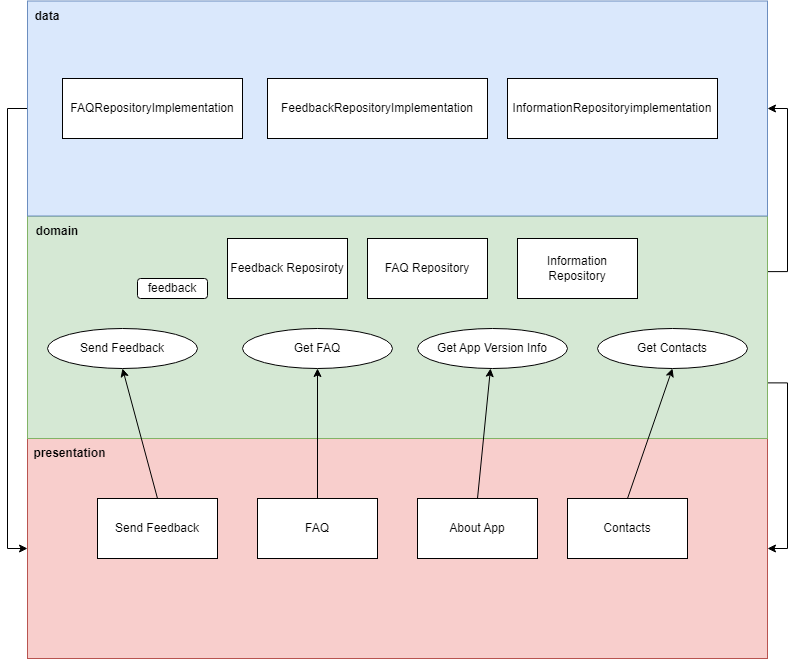 data
FAQRepositoryImplementation
FeedbackRepositoryImplementation
InformationRepositoryimplementation
domain
Feedback Reposiroty
FAQ Repository
Information
Repository
feedback
Send Feedback
Get FAQ
Get App Version Info
Get Contacts
presentation
Send Feedback
FAQ
About App
Contacts